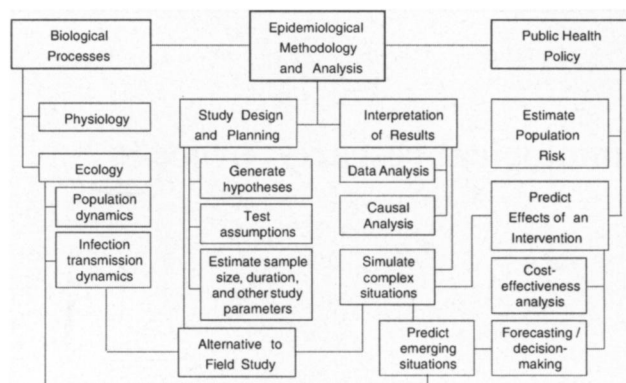 Biological
Processes
Epidemiological
Methodology
and Analysis
Public Health
Policy
Physiology
Ecology
Population
dynamics
Infection
transmission
dynamics
Study Design
and Planning
Generate
hypotheses
Test
assumptions
Estimate sample
size, duration,
and other study
parameters
Alternative to
Field Study
Interpretation
of Results
Data Analysis
Causal
Analysis
Simulate
complex
situations
Predict
emerging
situations
Estimate
Population
Risk
Predict
Effects of an
Intervention
Cost-
effectiveness
analysis
Forecasting /
decision-
making